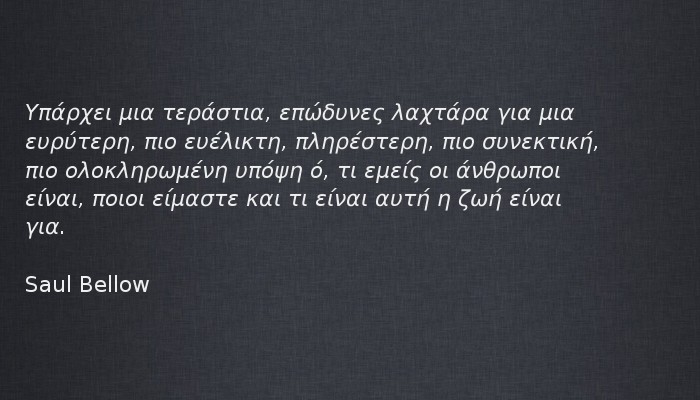 Υπάρχει μια τεράστια, επώδυνες λαχτάρα για μια
ευρύτερη, πιο ευέλικτη, πληρέστερη, πιο συνεκτική,
πιο ολοκληρωμένη υπόψη ό, τι εμείς οι άνθρωποι
είναι, ποιοι είμαστε και τι είναι αυτή η ζωή είναι
για.
Saul Bellow